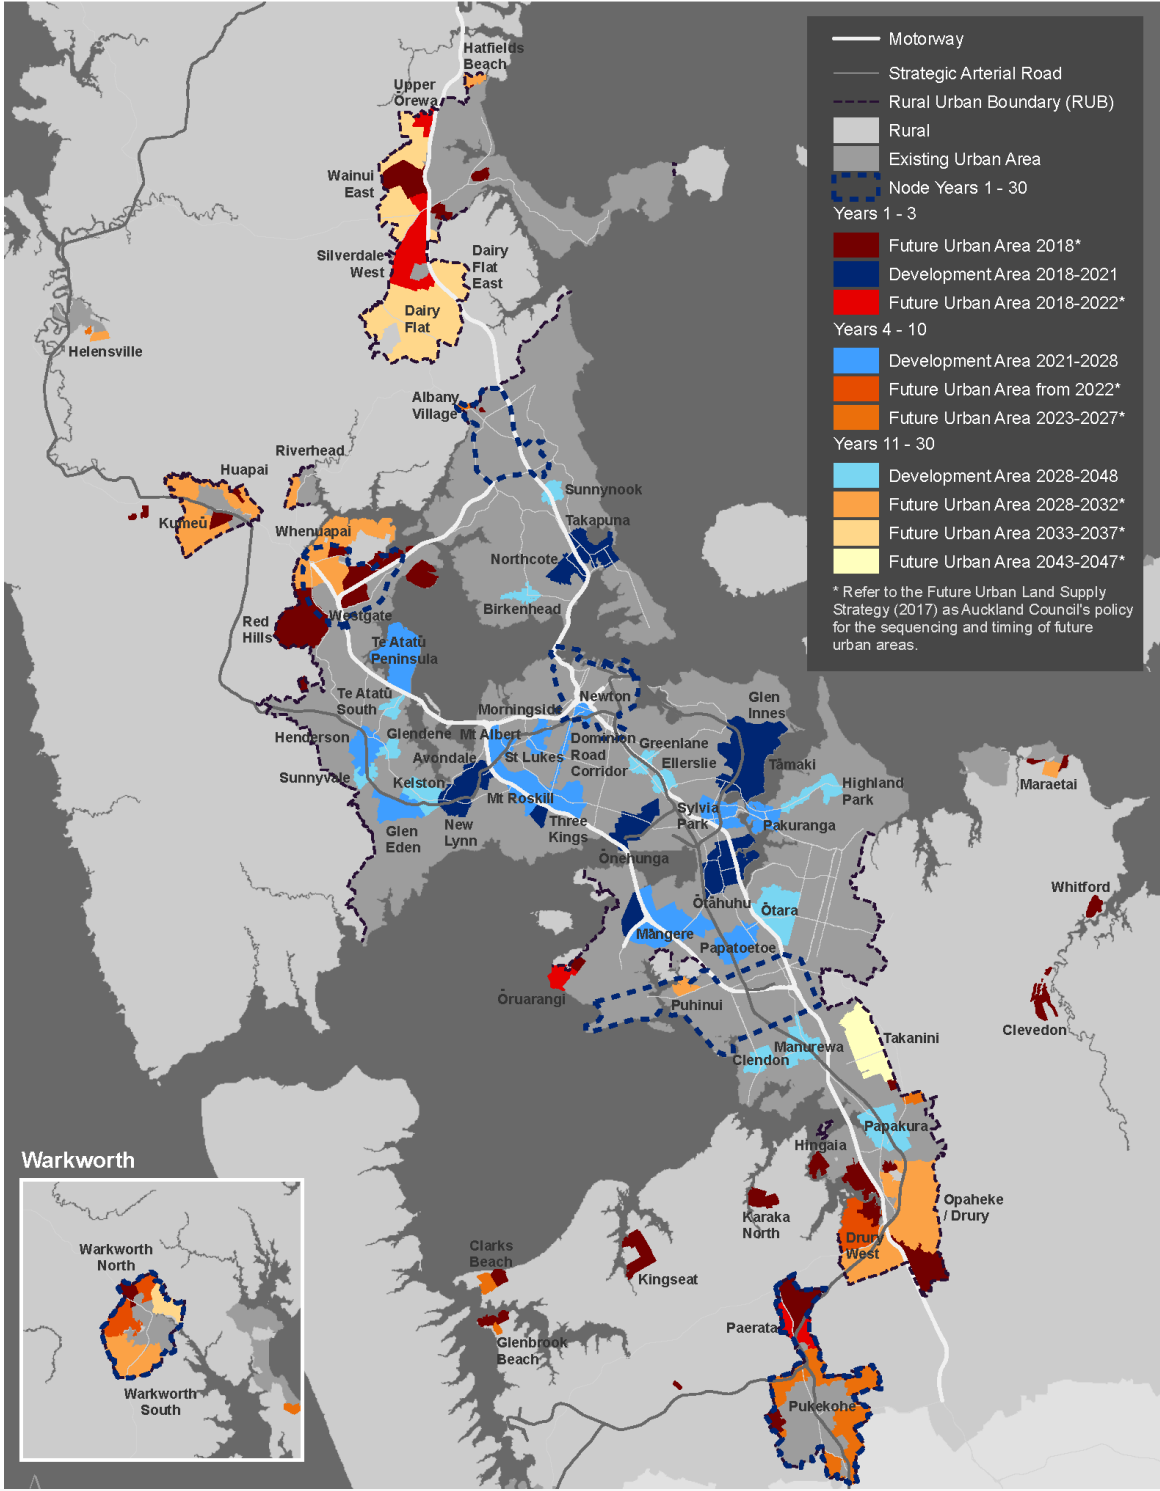 Motorway
Strategic Arterial Road
Rural Urban Boundary (RUB)
Rural
Existing Urban Area
Node Years 1 - 30
Years 1 - 3
Future Urban Area 2018*
Development Area 2018-2021
Future Urban Area 2018-2022*
Years 4 - 10
Development Area 2021-2028
Future Urban Area from 2022*
Future Urban Area 2023-2027*
Years 11 - 30
Development Area 2028-2048
Future Urban Area 2028-2032*
Future Urban Area 2033-2037*
Future Urban Area 2043-2047*
* Refer to the Future Urban Land Supply
Strategy (2017) as Auckland Council's policy
for the sequencing and timing of future
urban areas.
Hatfields
Beach
Upper
Ōrewa
Wainui
East
Silverdale
West
Dairy
Flat
East
Dairy
Flat
Helensville
Albany
Village
Riverhead
Huapai
Kumeū
Whenuapai
Sunnynook
Takapuna
Northcote
Birkenhead
Westgate
Red
Hills
Te Atatū
Peninsula
Te Atatū
South
Henderson
Glendene
Sunnyvale
Kelston
Glen
Eden
New
Lynn
Avondale
Mt Albert
Morningside
St Lukes
Mt Roskill
Three
Kings
Newton
Dominion
Road
Corridor
Greenlane
Ellerslie
Glen
Innes
Tāmaki
Highland
Park
Sylvia
Park
Pakuranga
Ōnehunga
Ōtāhuhu
Ōtara
Māngere
Papatoetoe
Ōruarangi
Puhinui
Maraetai
Whitford
Clevedon
Takanini
Manurewa
Clendon
Papakura
Hingaia
Karaka
North
Opaheke
/ Drury
Drury
West
Kingseat
Clarks
Beach
Glenbrook
Beach
Paerata
Pukekohe
Warkworth
Warkworth
North
Warkworth
South